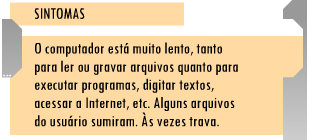 SINTOMAS
O computador está muito lento, tanto
para ler ou gravar arquivos quanto para
executar programas, digitar textos,
acessar a Internet, etc. Alguns arquivos
do usuário sumiram. Às vezes trava.